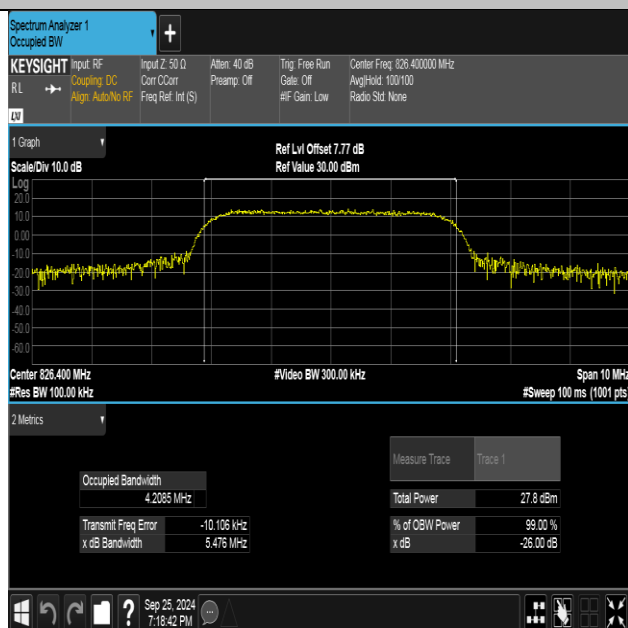 Spectrum Analyzer 1
Occupied BW
+
KEYSIGHT
RL
LXI
Input: RF
Coupling: DC
Align: Auto/No RF
Input Z: 50 Ω
Corr CCorr
Freq Ref: Int (S)
Atten: 40 dB
Preamp: Off
Trig: Free Run
Gate: Off
#IF Gain: Low
Center Freq: 826.400000 MHz
Avg|Hold: 100/100
Radio Std: None
1 Graph
Scale/Div 10.0 dB
Ref Lvl Offset 7.77 dB
Ref Value 30.00 dBm
Log
20.0
10.0
0.00
-10.0
-20.0
-30.0
-40.0
-50.0
-60.0
Center 826.400 MHz
#Video BW 300.00 kHz
Span 10 MHz
#Res BW 100.00 kHz
#Sweep 100 ms (1001 pts)
2 Metrics
Measure Trace
Trace 1
Occupied Bandwidth
4.2085 MHz
Total Power
27.8 dBm
Transmit Freq Error
-10.106 kHz
% of OBW Power
99.00 %
x dB Bandwidth
5.476 MHz
x dB
-26.00 dB
?
Sep 25, 2024
7:18:42 PM